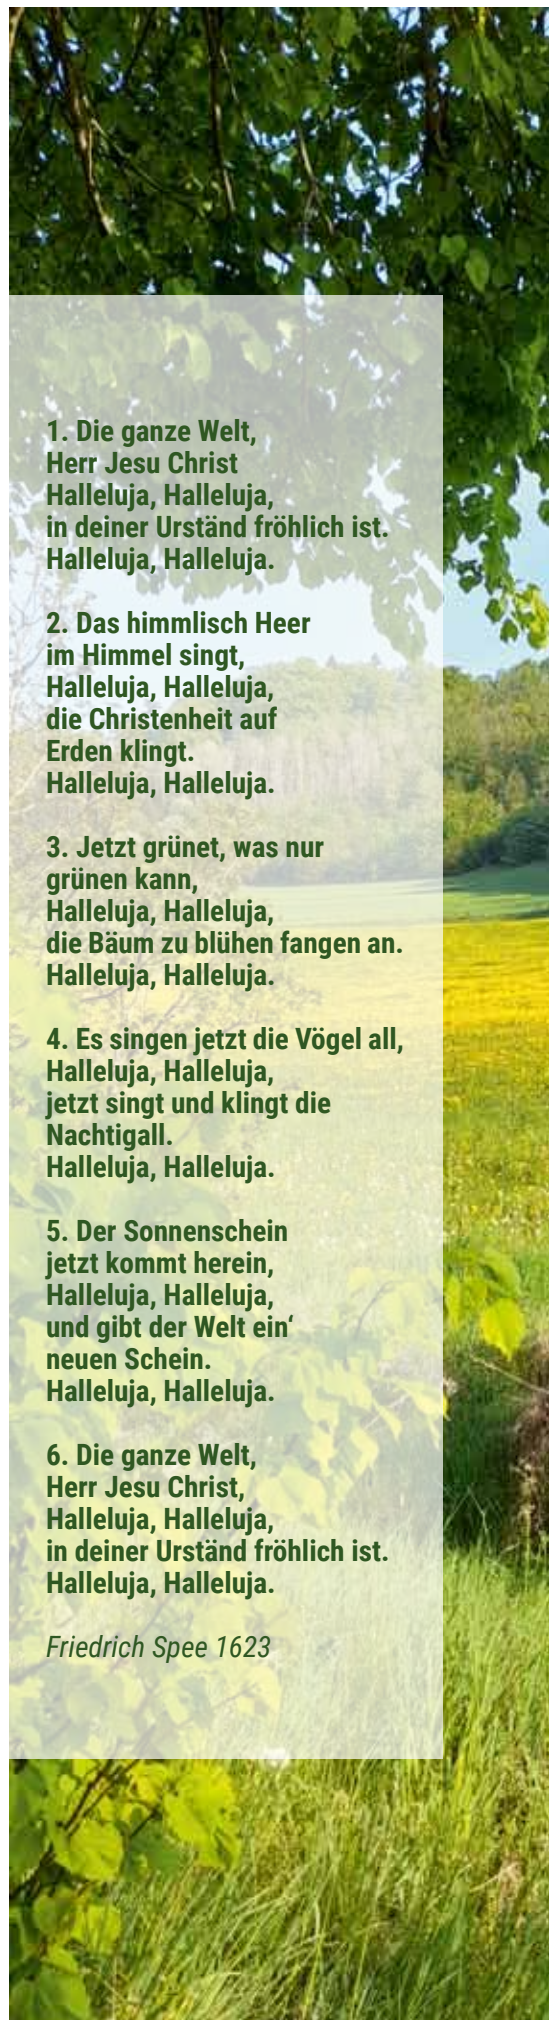 1. Die ganze Welt,
Herr Jesu Christ
Halleluja, Halleluja,
in deiner Urständ fröhlich ist.
Halleluja, Halleluja.
2. Das himmlisch Heer
im Himmel singt,
Halleluja, Halleluja,
die Christenheit auf
Erden klingt.
Halleluja, Halleluja.
3. Jetzt grünet, was nur
grünen kann,
Halleluja, Halleluja,
die Bäum zu blühen fangen an.
Halleluja, Halleluja.
4. Es singen jetzt die Vögel all,
Halleluja, Halleluja,
jetzt singt und klingt die
Nachtigall.
Halleluja, Halleluja.
5. Der Sonnenschein
jetzt kommt herein,
Halleluja, Halleluja,
und gibt der Welt ein‘
neuen Schein.
Halleluja, Halleluja.
6. Die ganze Welt,
Herr Jesu Christ,
Halleluja, Halleluja,
in deiner Urständ fröhlich ist.
Halleluja, Halleluja.
Friedrich Spee 1623